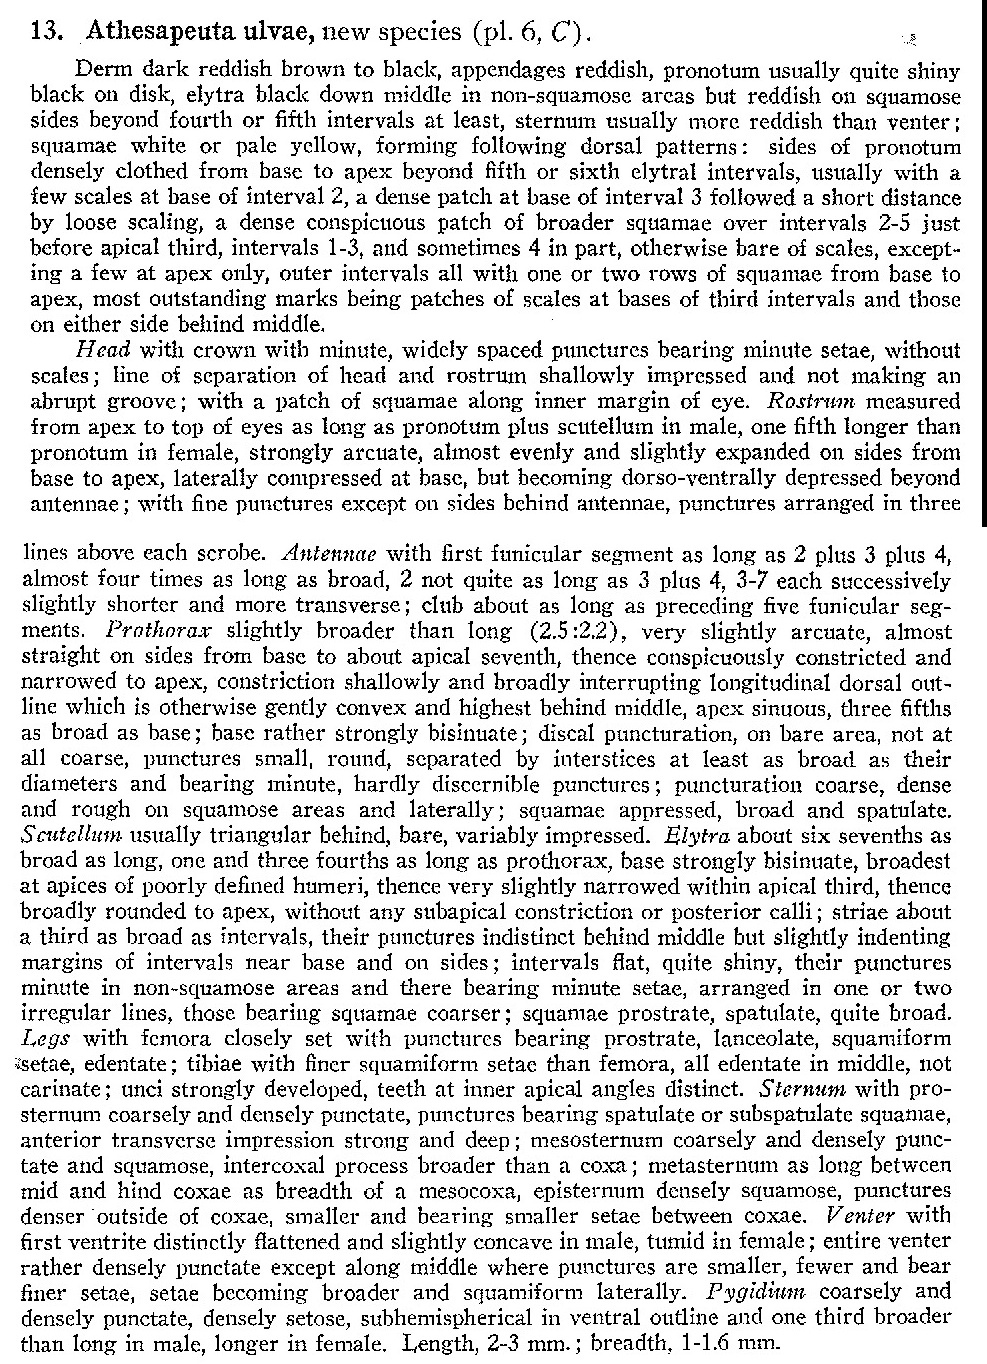 13. Athesapeuta ulvae, new species (pl. 6, C).
Derm dark reddish brown to black, appendages reddish, pronotum usually quite shiny
black on disk, elytra black down middle in non-squamose areas but reddish on squamose
sides beyond fourth or fifth intervals at least, sternum usually more reddish than venter;
squamae white or pale yellow, forming following dorsal patterns: sides of pronotum
densely clothed from base to apex beyond fifth or sixth elytral intervals, usually with a
few scales at base of interval 2, a dense patch at base of interval 3 followed a short distance
by loose scaling, a dense conspicuous patch of broader squamae over intervals 2-5 just
before apical third, intervals 1-3, and sometimes 4 in part, otherwise bare of scales, except-
ing a few at apex only, outer intervals all with one or two rows of squamae from base to
apex, most outstanding marks being patches of scales at bases of third intervals and those
on either side behind middle.
Head with crown with minute, widely spaced punctures bearing minute setae, without
scales; line of separation of head and rostrum shallowly impressed and not making an
abrupt groove; with a patch of squamae along inner margin of eye. Rostrum measured
from apex to top of eyes as long as pronotum plus scutellum in male, one fifth longer than
pronotum in female, strongly arcuate, almost evenly and slightly expanded on sides from
base to apex, laterally compressed at base, but becoming dorso-ventrally depressed beyond
antennae; with fine punctures except on sides behind antennae, punctures arranged in three
lines above each scrobe. Antennae with first funicular segment as long as 2 plus 3 plus 4,
almost four times as long as broad, 2 not quite as long as 3 plus 4, 3-7 each successively
slightly shorter and more transverse; club about as long as preceding five funicular seg-
ments. Prothorax slightly broader than long (2.5:2.2), very slightly arcuate, almost
straight on sides from base to about apical seventh, thence conspicuously constricted and
narrowed to apex, constriction shallowly and broadly interrupting longitudinal dorsal out-
line which is otherwise gently convex and highest behind middle, apex sinuous, three fifths
as broad as base; base rather strongly bisinuate; discal puncturation, on bare area, not at
all coarse, punctures small, round, separated by interstices at least as broad as their
diameters and bearing minute, hardly discernible punctures; puncturation coarse, dense
and rough on squamose areas and laterally; squamae appressed, broad and spatulate.
Scutellum usually triangular behind, bare, variably impressed. Elytra about six sevenths as
broad as long, one and three fourths as long as prothorax, base strongly bisinuate, broadest
at apices of poorly defined humeri, thence very slightly narrowed within apical third, thence
broadly rounded to apex, without any subapical constriction or posterior calli; striae about
a third as broad as intervals, their punctures indistinct behind middle but slightly indenting
margins of intervals near base and on sides; intervals flat, quite shiny, their punctures
minute in non-squamose areas and there bearing minute setae, arranged in one or two
irregular lines, those bearing squamae coarser; squamae prostrate, spatulate, quite broad.
Legs with femora closely set with punctures bearing prostrate, lanceolate, squamiform
setae, edentate; tibiae with finer squamiform setae than femora, all edentate in middle, not
carinate; unci strongly developed, teeth at inner apical angles distinct. Sternum with pro-
sternum coarsely and densely punctate, punctures bearing spatulate or subspatulate squamae,
anterior transverse impression strong and deep; mesosternum coarsely and densely punc-
tate and squamose, intercoxal process broader than a coxa; metasternum as long between
mid and hind coxae as breadth of a mesocoxa, episternum densely squamose, punctures
denser outside of coxae, smaller and bearing smaller setae between coxae. Venter with
first ventrite distinctly flattened and slightly concave in male, tumid in female; entire venter
rather densely punctate except along middle where punctures are smaller, fewer and bear
finer setae, setae becoming broader and squamiform laterally. Pygidium coarsely and
densely punctate, densely setose, subhemispherical in ventral outline and one third broader
than long in male, longer in female. Length, 2-3 mm.; breadth, 1-1.6 mm.